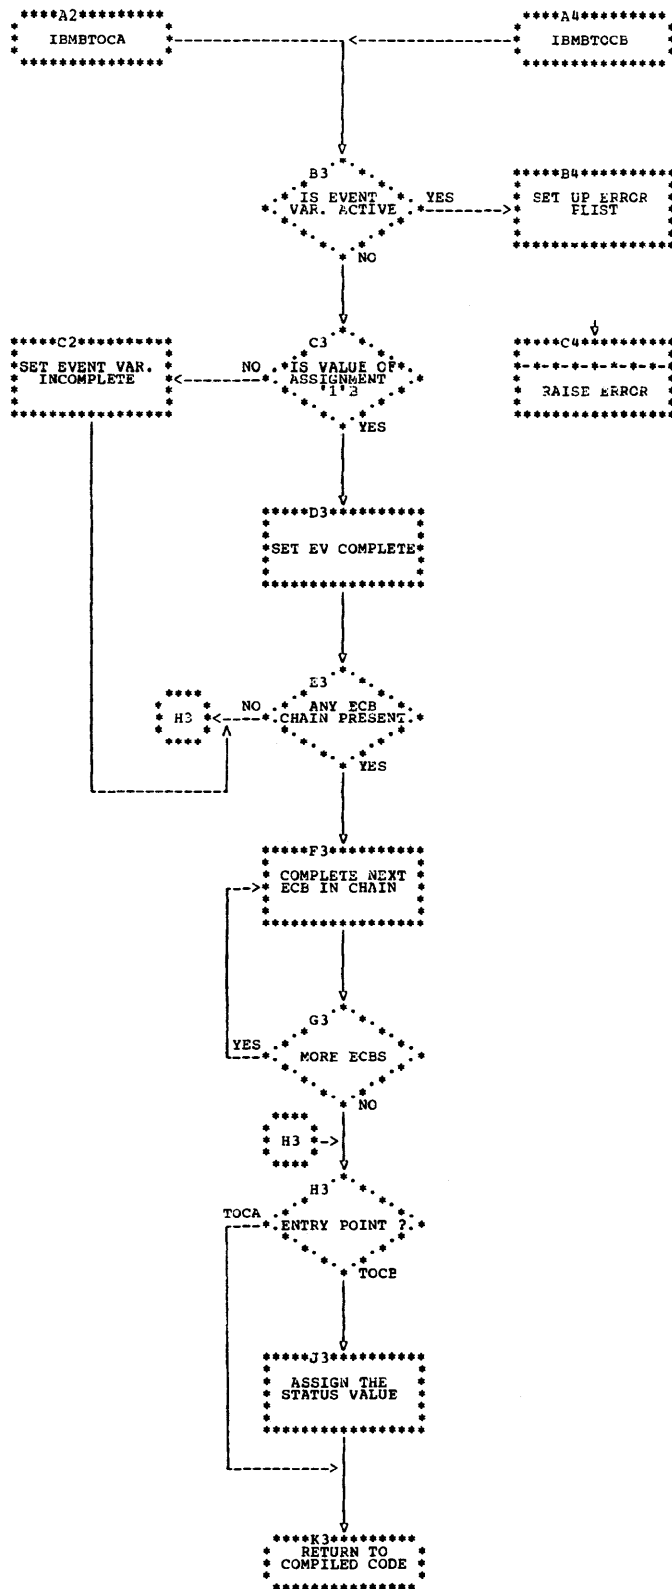 A2
IBMBTOCA
A4
IBMBTOCB
B3
IS EVENT
VAR. ACTIVE
YES
NO
B4
SET UP ERROR
PLIST
C2
SET EVENT VAR.
INCOMPLETE
NO
C3
IS VALUE OF
ASSIGNMENT
'1'B
YES
C4
RAISE ERROR
D3
SET EV COMPLETE
E3
ANY ECB
CHAIN PRESENT
NO
H3
YES
F3
COMPLETE NEXT
ECB IN CHAIN
G3
MORE ECBS
YES
NO
H3
H3
ENTRY POINT ?
TOCA
TOCB
J3
ASSIGN THE
STATUS VALUE
K3
RETURN TO
COMPILED CODE